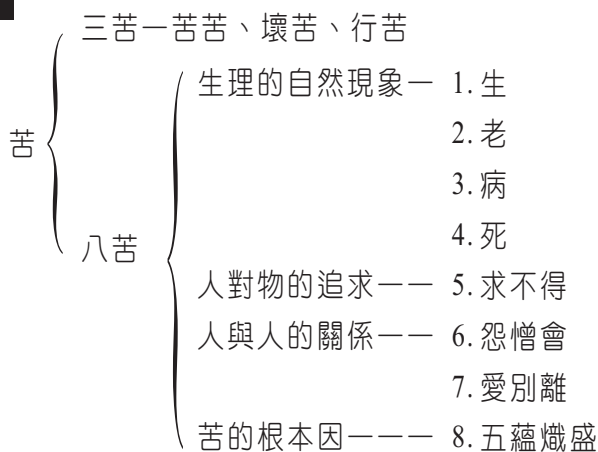 三苦—苦苦、壞苦、行苦
生理的自然現象— 1. 生
2. 老
苦
3. 病
4. 死
八苦
人對物的追求—— 5. 求不得
人與人的關係—— 6. 怨憎會
7. 愛別離
苦的根本因——— 8. 五蘊熾盛